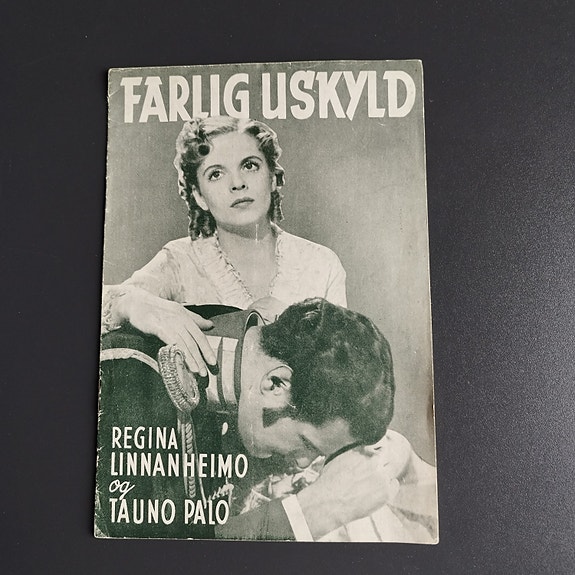 FARLIG USKYLD
REGINA
LINNANHEIMO
og
TAUNO PALO